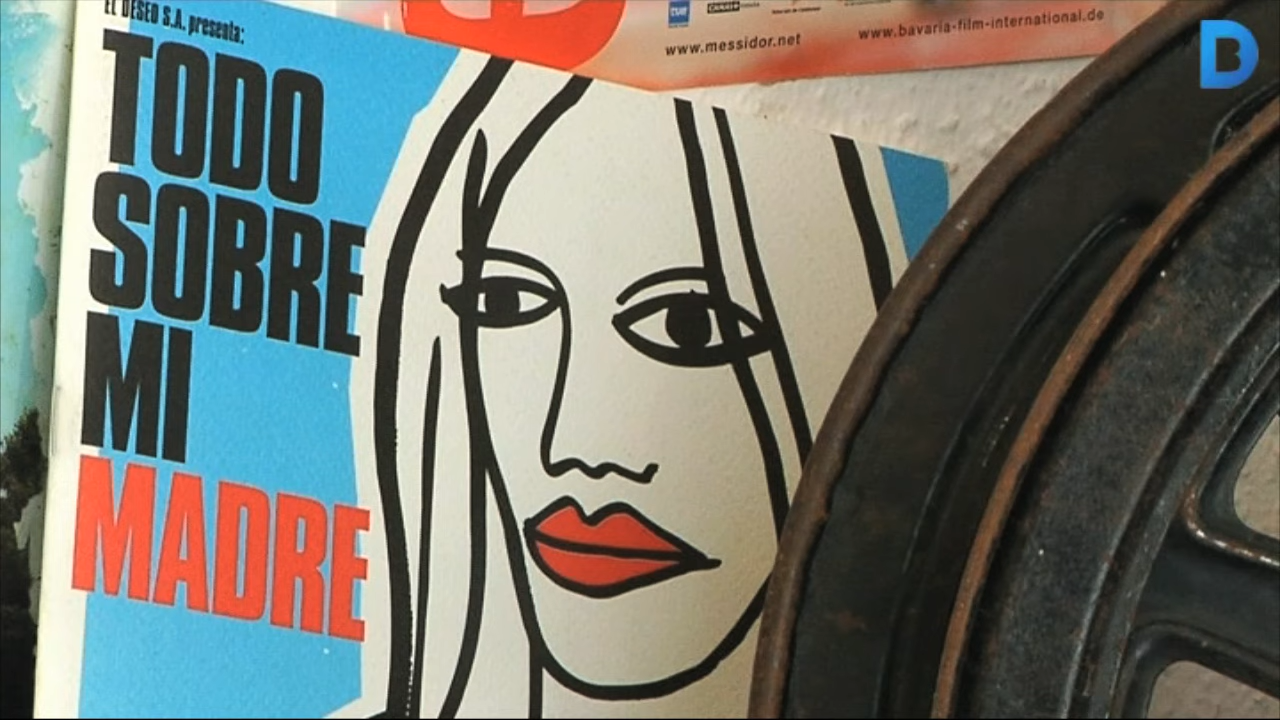 EL DESEO S.A. presenta:
TODO
SOBRE
MI
MADRE
www.messidor.net
www.bavaria-film-international.de